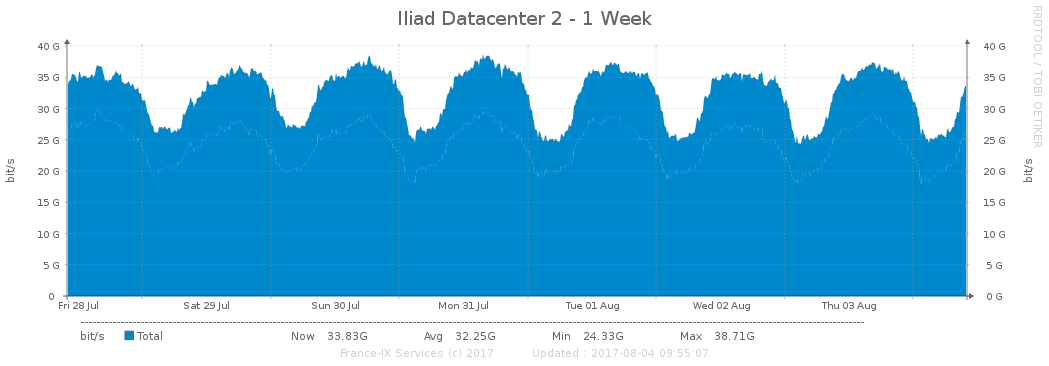 Iliad Datacenter 2 - 1 Week
RRDTOOL / TOBI OETIKER
40 G 40 G
35 G 35 G
30 G 30 G
25 G 25 G
20 G 20 G
15 G 15 G
10 G 10 G
5 G 5 G
0 0 G
bit/s bit/s
Fri 28 Jul Sat 29 Jul Sun 30 Jul Mon 31 Jul Tue 01 Aug Wed 02 Aug Thu 03 Aug
bit/s Total Now 33.83G Avg 32.25G Min 24.33G Max 38.71G
France-IX Services (c) 2017 Updated : 2017-08-04 09:55:07